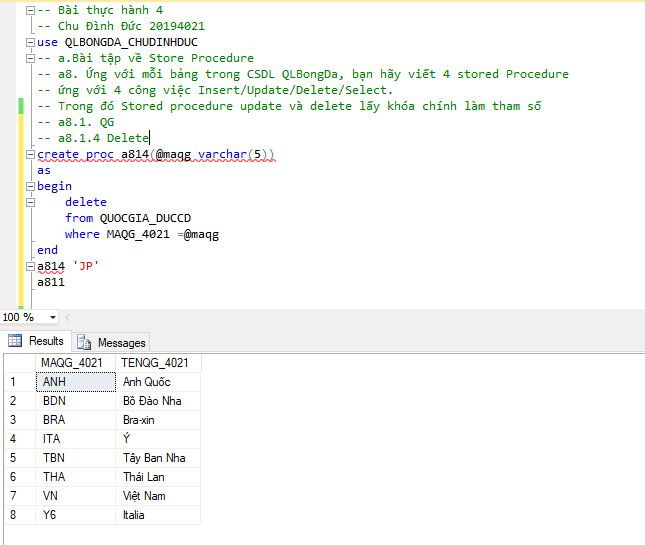 -- Bài thực hành 4
-- Chu Đình Đức 20194021
use QLBONGDA_CHUDINHDUC
-- a.Bài tập về Store Procedure
-- a8. Ứng với mỗi bảng trong CSDL QLBongDa, bạn hãy viết 4 stored Procedure
-- ứng với 4 công việc Insert/Update/Delete/Select.
-- Trong đó Stored procedure update và delete lấy khóa chính làm tham số
-- a8.1. QG
-- a8.1.4 Delete
create proc a814(@maqg varchar(5))
as
begin
delete
from QUOCGIA_DUCCD
where MAQG_4021 =@maqg
end
a814 'JP'
a811
100 %
Results Messages
MAQG_4021 TENQG_4021
1 ANH Anh Quốc
2 BDN Bồ Đào Nha
3 BRA Bra-xin
4 ITA Ý
5 TBN Tây Ban Nha
6 THA Thái Lan
7 VN Việt Nam
8 Y6 Italia